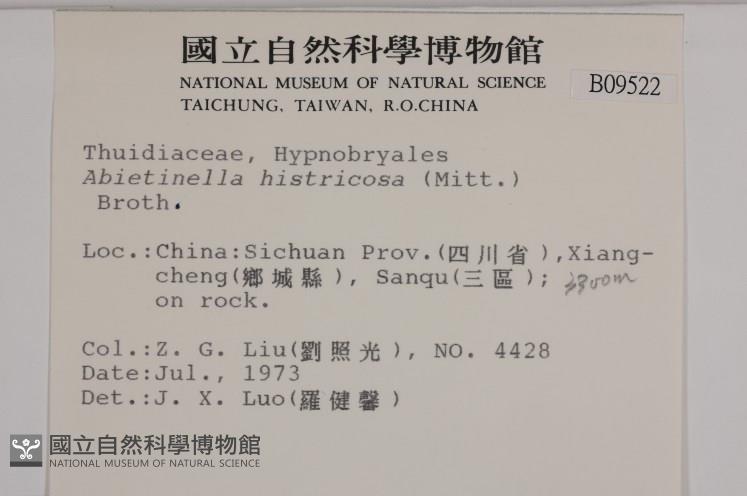 國立自然科學博物館
NATIONAL MUSEUM OF NATURAL SCIENCE
TAICHUNG, TAIWAN, R.O.CHINA
B09522
Thuidiaceae, Hypnobryales
Abietinella histricosa (Mitt.)
Broth.
Loc.:China:Sichuan Prov.(四川省),Xiang-
cheng(鄉城縣), Sanqu(三區); 3300m
on rock.
Col.:Z. G. Liu(劉照光), NO. 4428
Date:Jul., 1973
Det.:J. X. Luo(羅健馨)
國立自然科學博物館
NATIONAL MUSEUM OF NATURAL SCIENCE